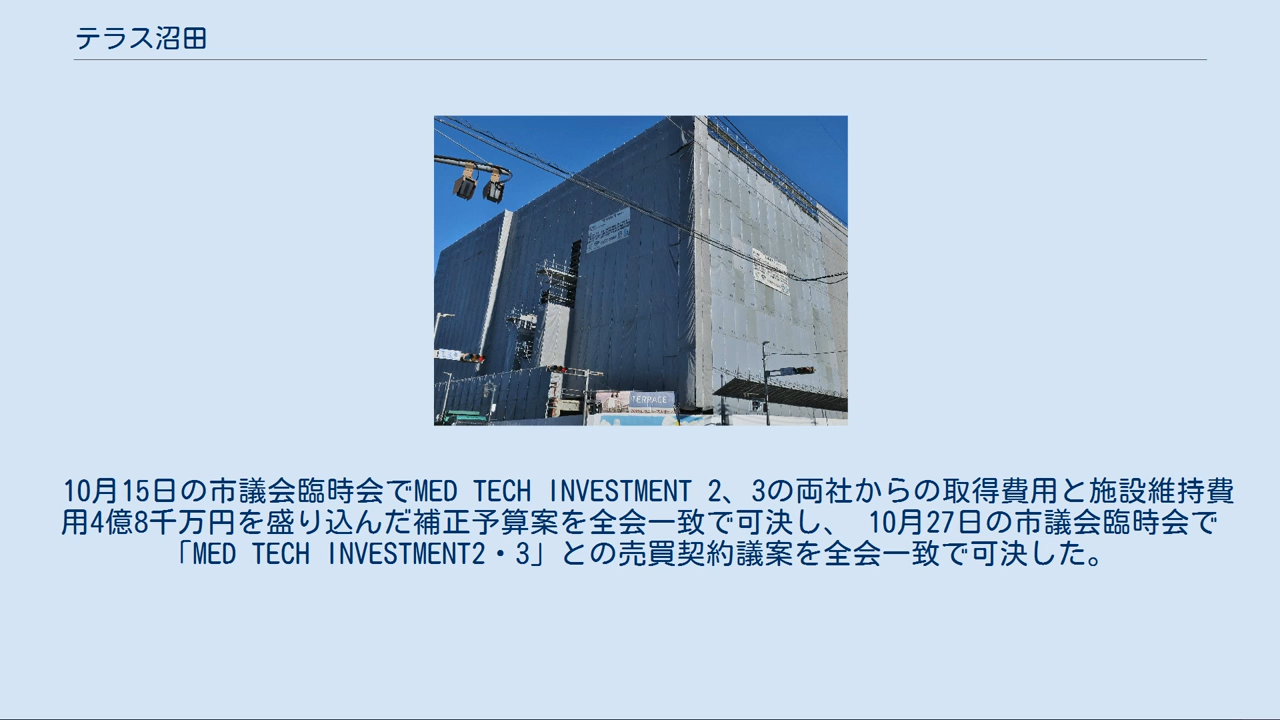 テラス沼田
TERRACE
10月15日の市議会臨時会でMED TECH INVESTMENT 2、3の両社からの取得費用と施設維持費
用4億8千万円を盛り込んだ補正予算案を全会一致で可決し、 10月27日の市議会臨時会で
「MED TECH INVESTMENT2・3」との売買契約議案を全会一致で可決した。